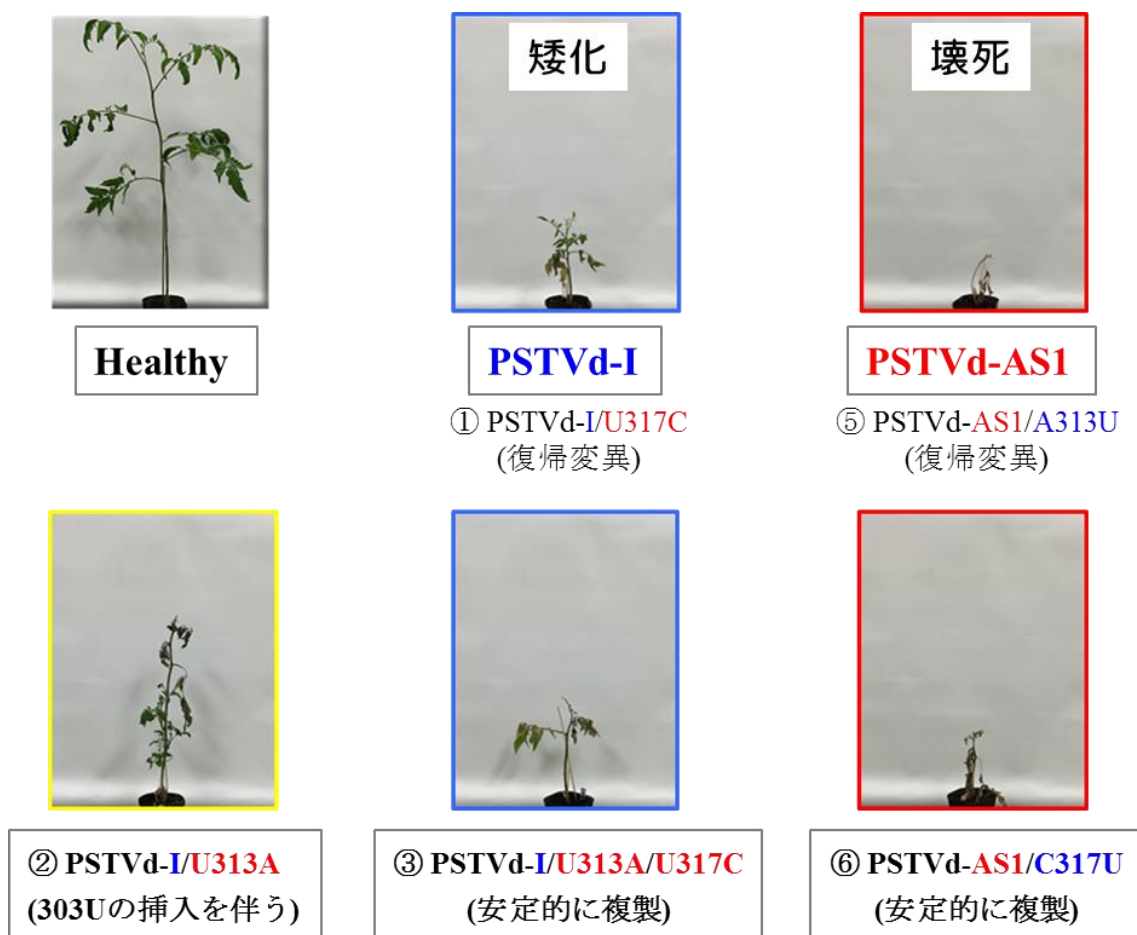 矮化
壊死
Healthy
PSTVd-I
PSTVd-AS1
① PSTVd-I/U317C
(復帰変異)
⑤ PSTVd-AS1/A313U
(復帰変異)
② PSTVd-I/U313A
(303Uの挿入を伴う)
③ PSTVd-I/U313A/U317C
(安定的に複製)
⑥ PSTVd-AS1/C317U
(安定的に複製)